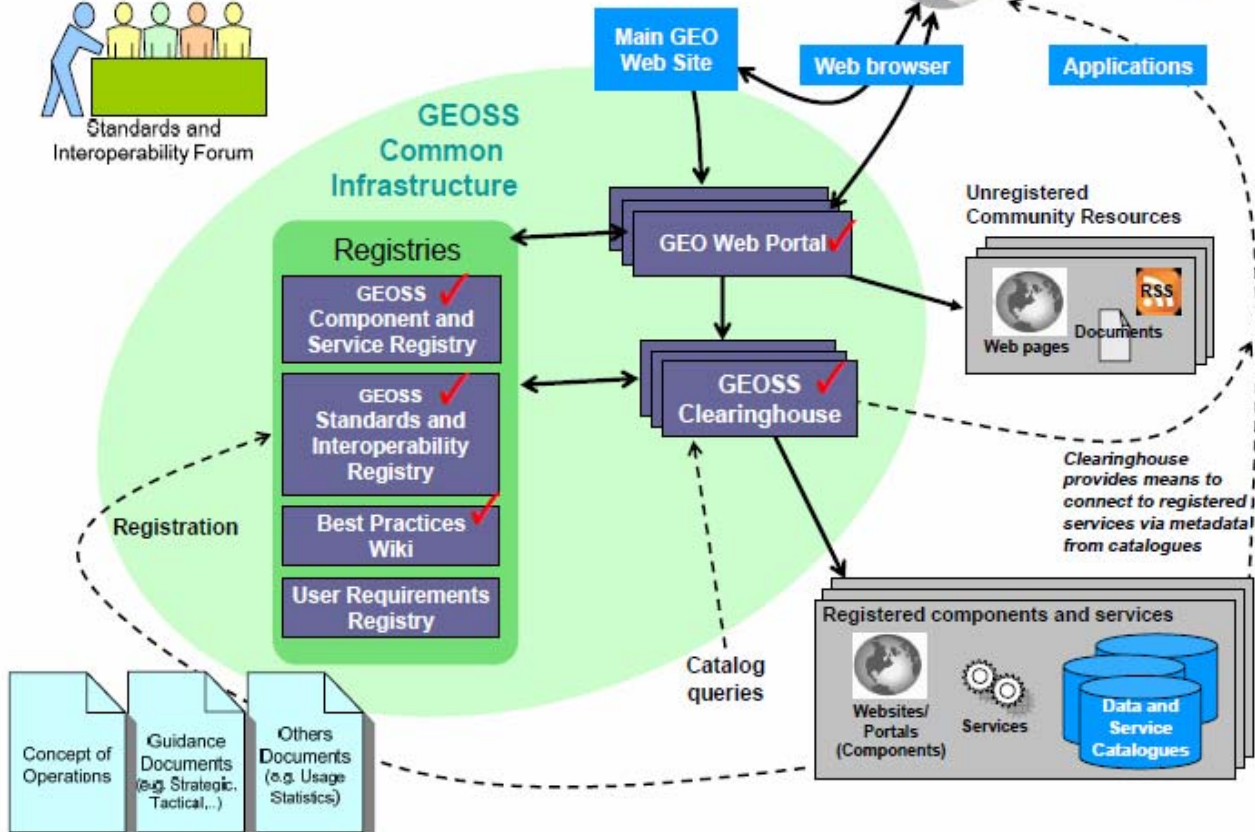 Main GEO
Web Site
Web browser
Applications
Standards and
Interoperability Forum
GEOSS
Common
Infrastructure
Unregistered
Community Resources
RSS
Web pages
Documents
GEO Web Portal
Registries
GEOSS
Component and
Service Registry
GEOSS
Standards and
Interoperability
Registry
Best Practices
Wiki
User Requirements
Registry
GEOSS
Clearinghouse
Clearinghouse
provides means to
connect to registered
services via metadata
from catalogues
Registration
Catalog
queries
Registered components and services
Websites/
Portals
(Components)
Services
Data and
Service
Catalogues
Concept of
Operations
Guidance
Documents
(e.g. Strategic,
Tactical,..)
Others
Documents
(e.g. Usage
Statistics)